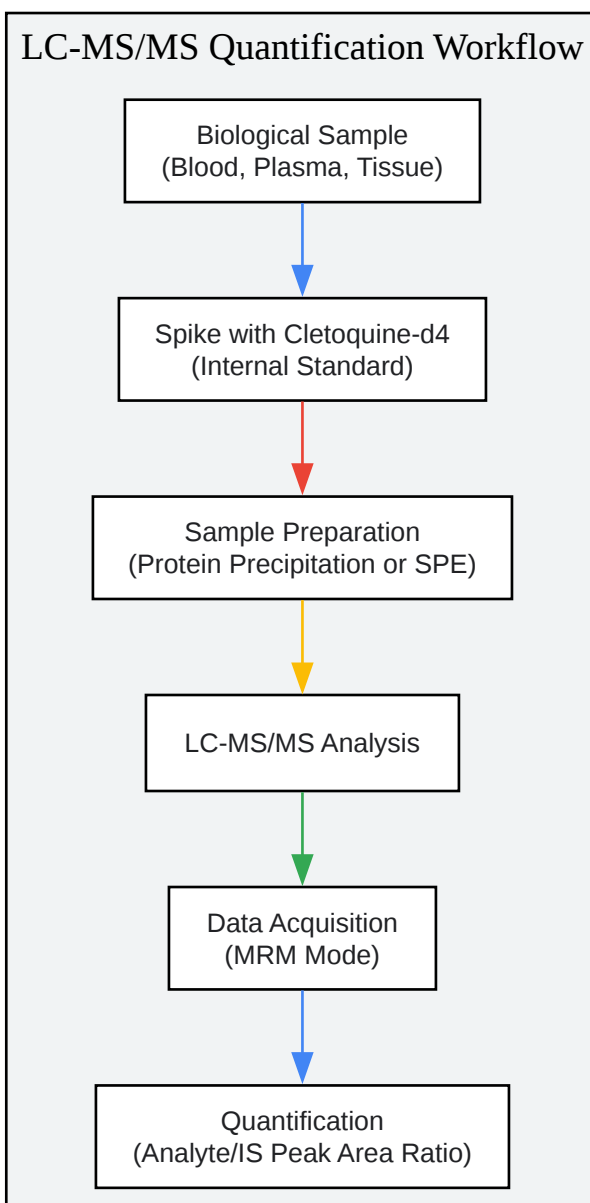 LC-MS/MS Quantification Workflow
Biological Sample
(Blood, Plasma, Tissue)
Spike with Cletoquine-d4
(Internal Standard)
Sample Preparation
(Protein Precipitation or SPE)
LC-MS/MS Analysis
Data Acquisition
(MRM Mode)
Quantification
(Analyte/IS Peak Area Ratio)